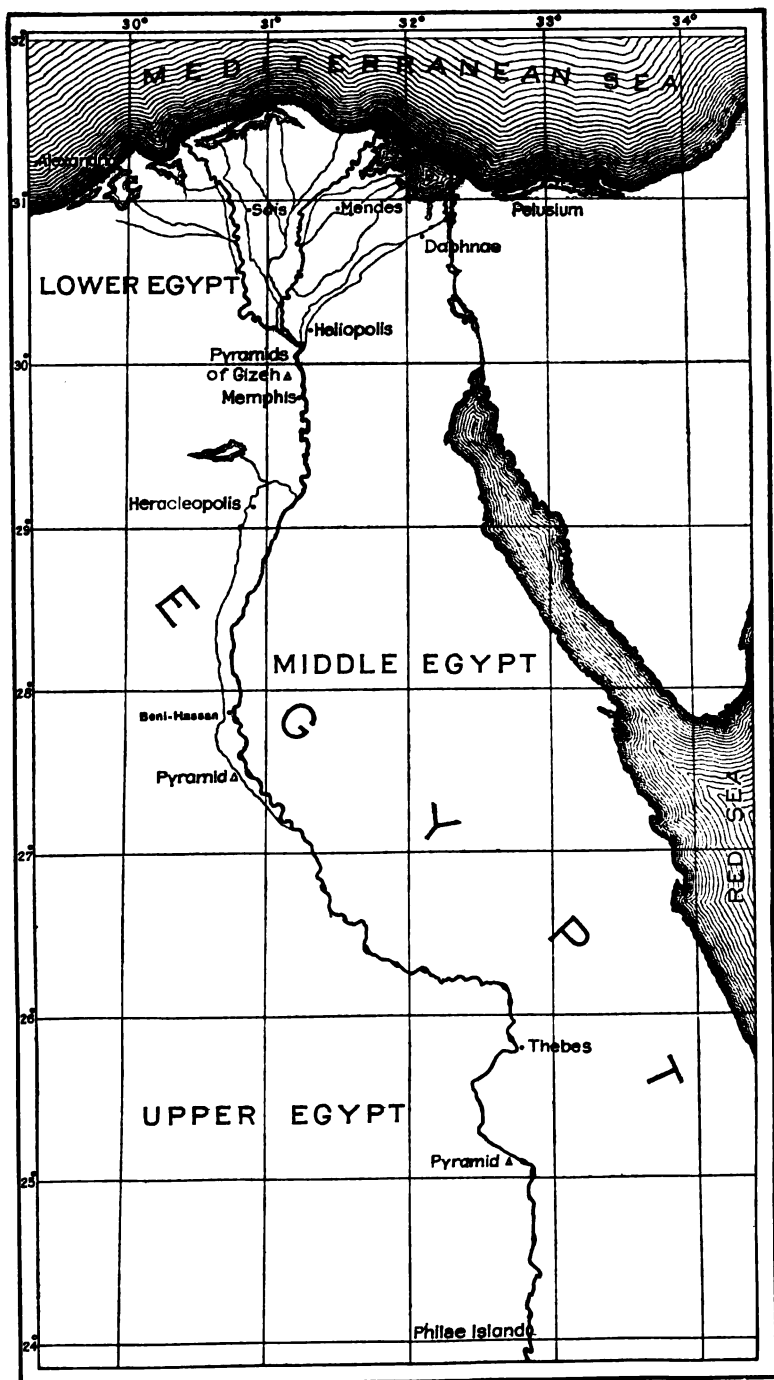 30° 31° 32° 33° 34°
32°
MEDITERRANEAN SEA
Alexandria
31°
Sais
Mendes
Pelusium
Daphnae
LOWER EGYPT
Heliopolis
Pyramids
of Gizeh
30°
Memphis
Heracleopolis
29°
EGYPT
MIDDLE EGYPT
28°
Beni-Hassan
Pyramid
RED SEA
27°
26°
Thebes
UPPER EGYPT
Pyramid
25°
Philae Island
24°